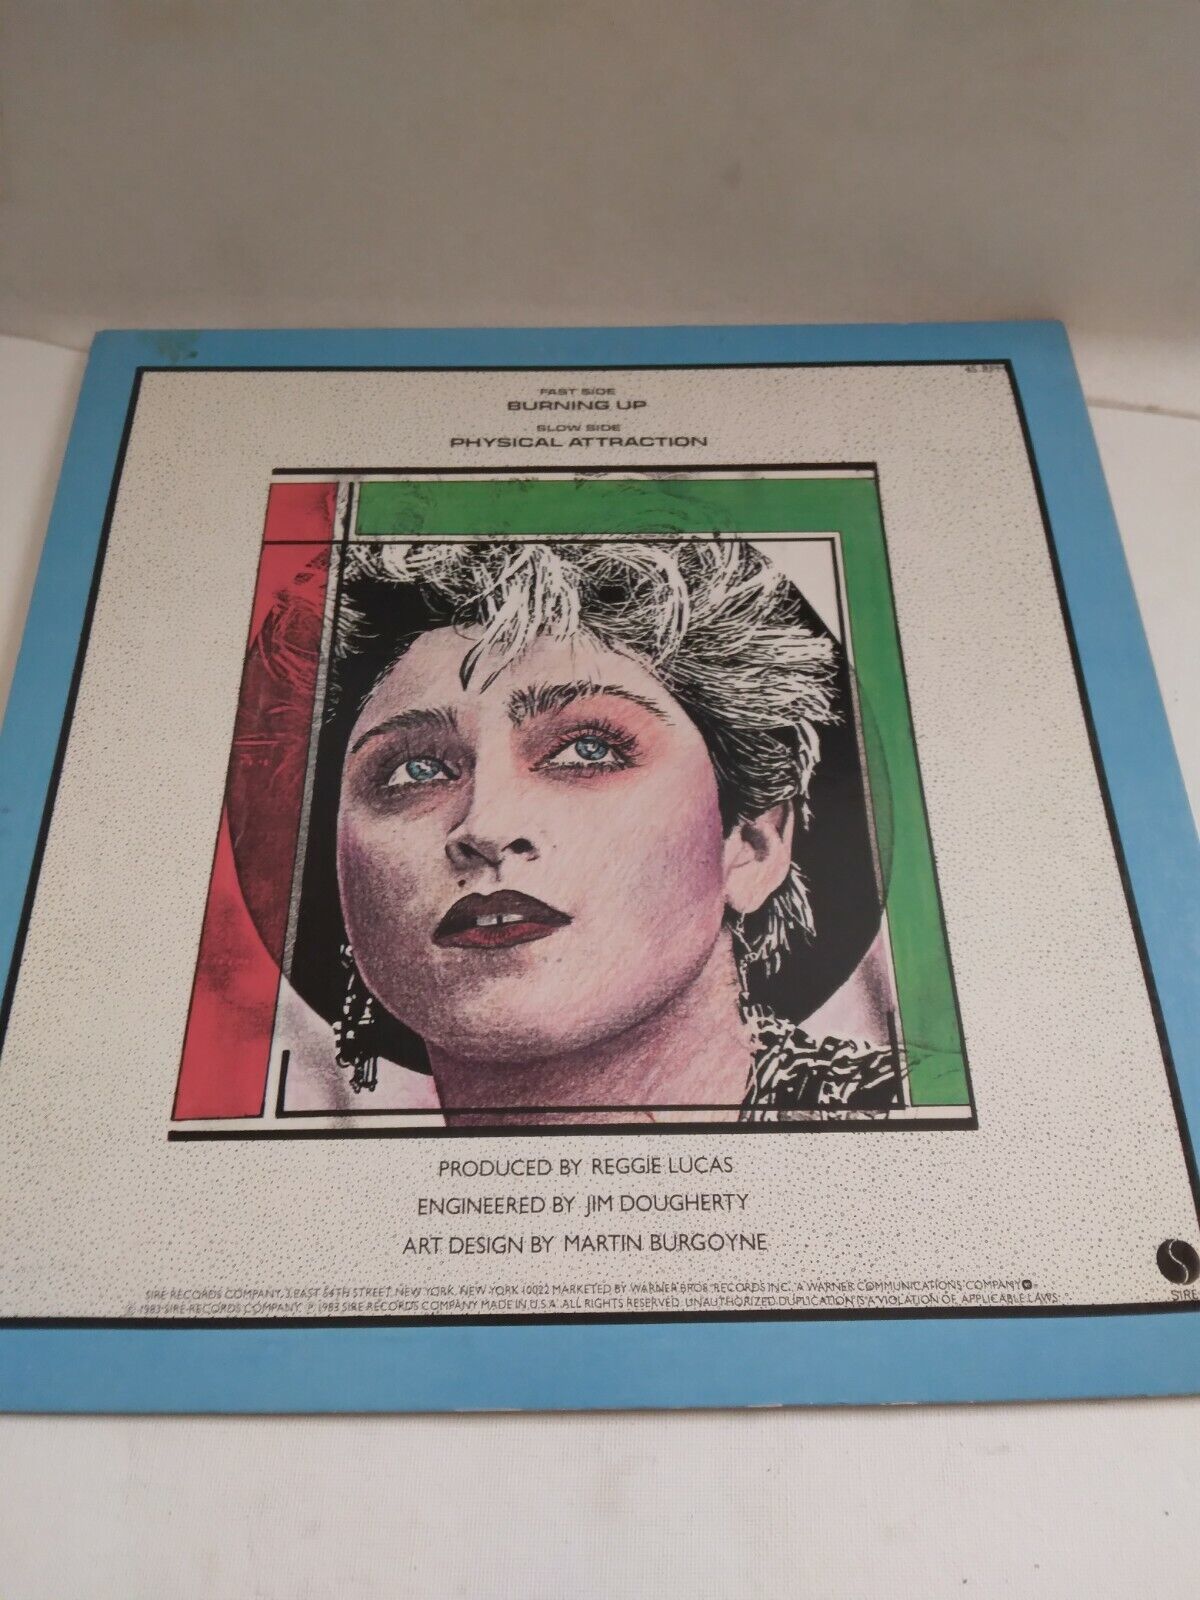 45 RPM
FAST SIDE
BURNING UP
SLOW SIDE
PHYSICAL ATTRACTION
PRODUCED BY REGGIE LUCAS
ENGINEERED BY JIM DOUGHERTY
ART DESIGN BY MARTIN BURGOYNE
SIRE RECORDS COMPANY, 3 EAST 54TH STREET, NEW YORK, NEW YORK 10022 MARKETED BY WARNER BROS. RECORDS INC. A WARNER COMMUNICATIONS COMPANY
© 1983 SIRE RECORDS COMPANY ℗ 1983 SIRE RECORDS COMPANY MADE IN U.S.A. ALL RIGHTS RESERVED. UNAUTHORIZED DUPLICATION IS A VIOLATION OF APPLICABLE LAWS
SIRE